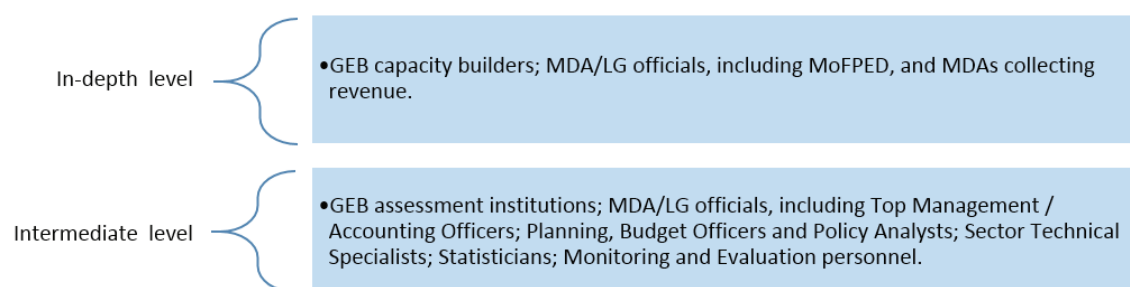 In-depth level
•GEB capacity builders; MDA/LG officials, including MoFPED, and MDAs collecting
revenue.
Intermediate level
•GEB assessment institutions; MDA/LG officials, including Top Management /
Accounting Officers; Planning, Budget Officers and Policy Analysts; Sector Technical
Specialists; Statisticians; Monitoring and Evaluation personnel.